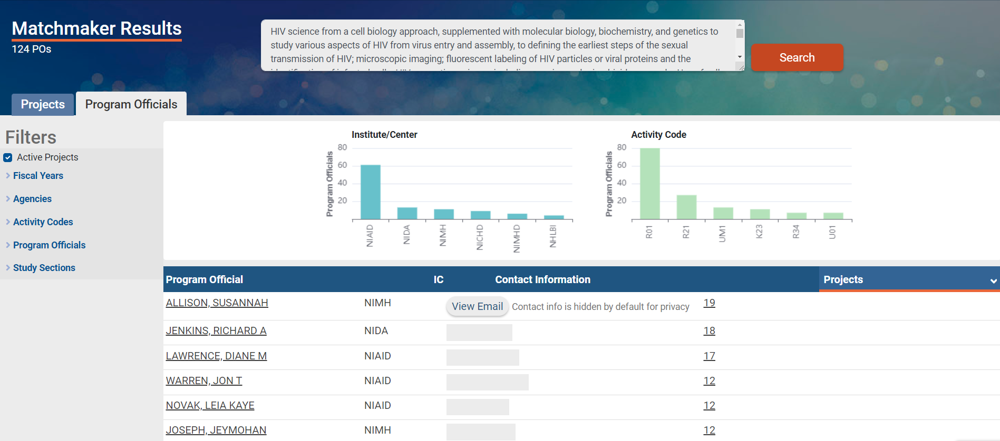 Matchmaker Results
124 POs
HIV science from a cell biology approach, supplemented with molecular biology, biochemistry, and genetics to
study various aspects of HIV from virus entry and assembly, to defining the earliest steps of the sexual
transmission of HIV; microscopic imaging; fluorescent labeling of HIV particles or viral proteins and the
Search
Projects
Program Officials
Filters
Active Projects
Fiscal Years
Agencies
Activity Codes
Program Officials
Study Sections
Institute/Center
Program Officials
80
60
40
20
NIAID
NIDA
NIMH
NICHD
NIMHD
NHLBI
Activity Code
Program Officials
80
60
40
20
R01
R21
UM1
K23
R34
U01
Program Official IC Contact Information Projects
ALLISON, SUSANNAH NIMH View Email Contact info is hidden by default for privacy 19
JENKINS, RICHARD A NIDA 18
LAWRENCE, DIANE M NIAID 17
WARREN, JON T NIAID 12
NOVAK, LEIA KAYE NIAID 12
JOSEPH, JEYMOHAN NIMH 12